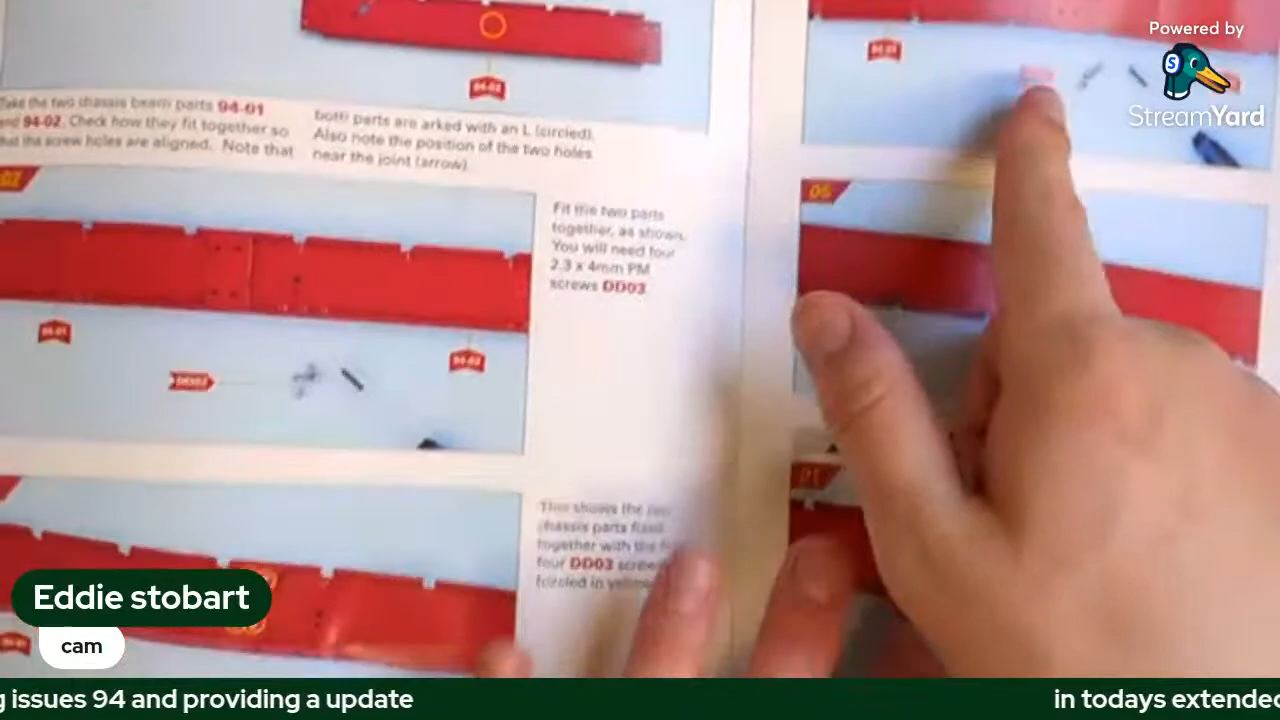 94-02
Take the two chassis beam parts 94-01
and 94-02. Check how they fit together so
that the screw holes are aligned. Note that
both parts are arked with an L (circled).
Also note the position of the two holes
near the joint (arrow).
02
Fit the two parts
together, as shown.
You will need four
2.3 x 4mm PM
screws DD03
94-01
94-02
DD03
This shows the
chassis parts fixed
together with the
four DD03 screws
(circled in yellow
94-01
05
Powered by
StreamYard
Eddie stobart
cam
g issues 94 and providing a update
in todays extended